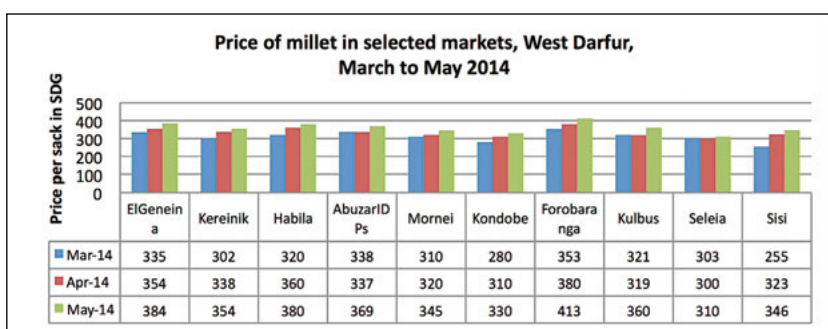 Price of millet in selected markets, West Darfur,
March to May 2014
Price per sack in SDG
500
400
300
200
100
0
ElGenein
a Kereinik Habila AbuzarID
Ps Mornei Kondobe Forobara
nga Kulbus Seleia Sisi
Mar-14 335 302 320 338 310 280 353 321 303 255
Apr-14 354 338 360 337 320 310 380 319 300 323
May-14 384 354 380 369 345 330 413 360 310 346